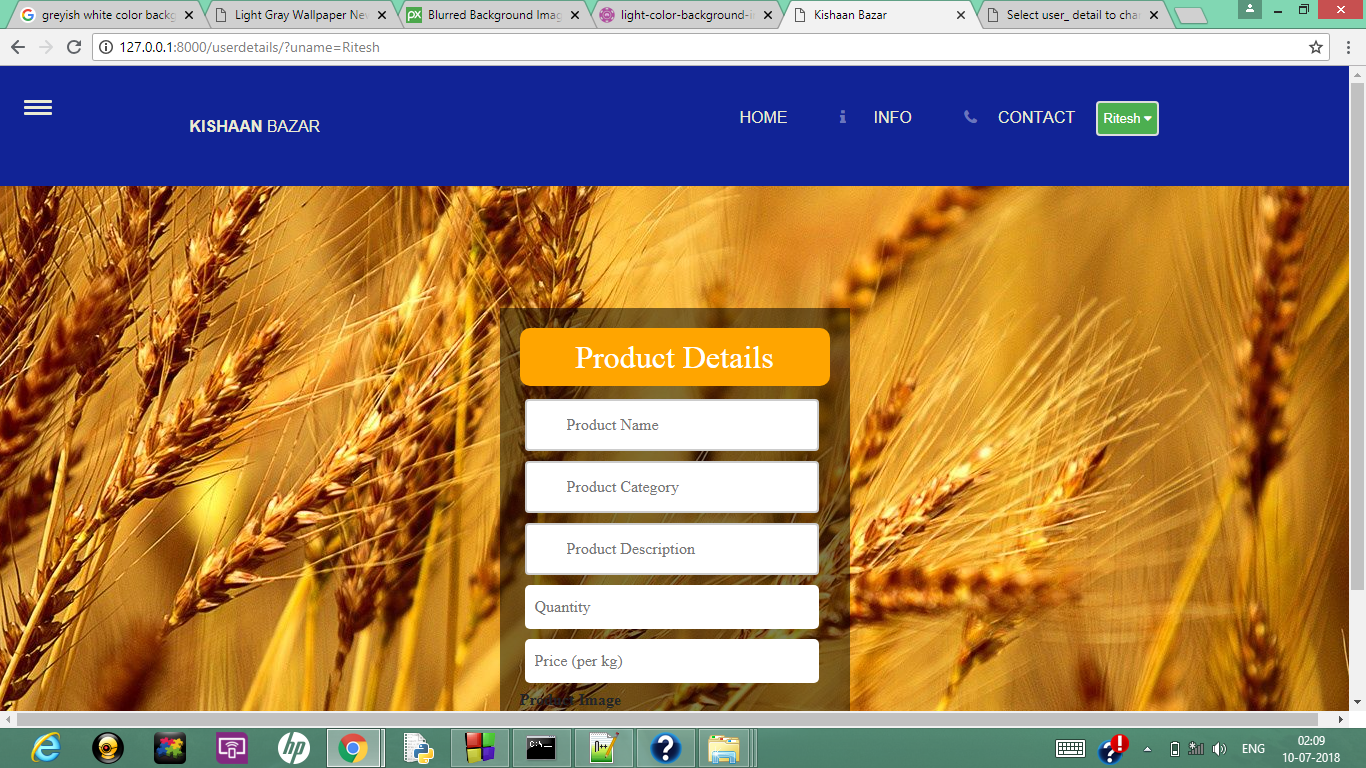 greyish white color backg
Light Gray Wallpaper Nev
Blurred Background Imag
light-color-background-i
Kishaan Bazar
Select user_ detail to char
127.0.0.1:8000/userdetails/?uname=Ritesh
KISHAAN BAZAR
HOME
INFO
CONTACT
Ritesh
Product Details
Product Name
Product Category
Product Description
Quantity
Price (per kg)
Product Image
ENG
02:09
10-07-2018